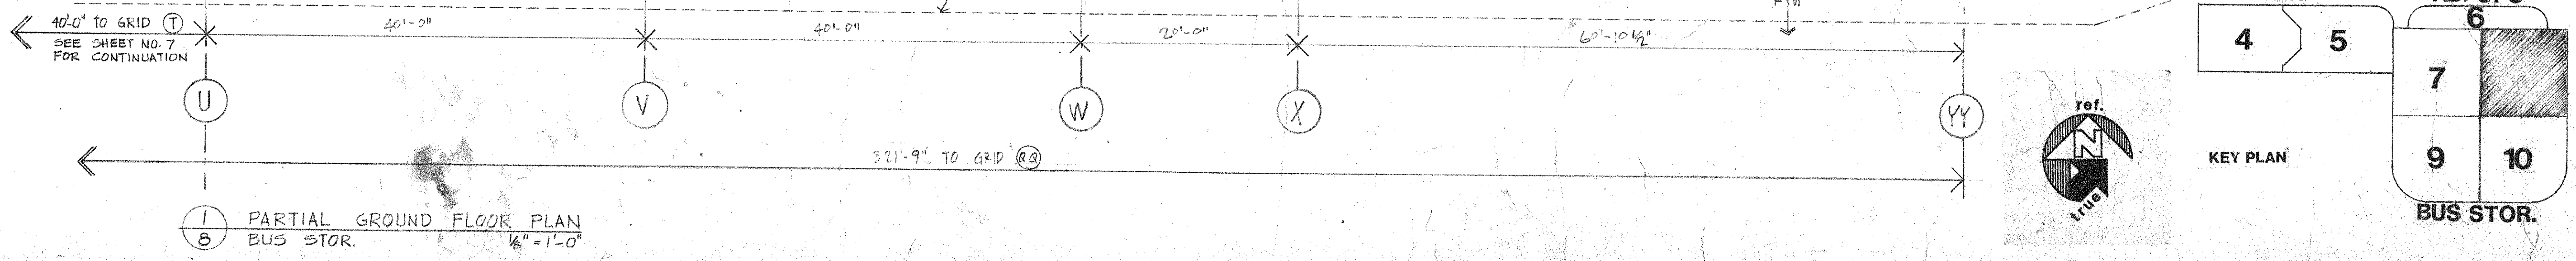 40'-0" TO GRID T
SEE SHEET NO. 7
FOR CONTINUATION
40'-0"
40'-0"
20'-0"
60'-10 1/2"
U
V
W
X
YY
321'-9" TO GRID
1
8
PARTIAL GROUND FLOOR PLAN
BUS STOR. 1/8" = 1'-0"
ref.
N
true
KEY PLAN
4
5
6
7
9
10
BUS STOR.